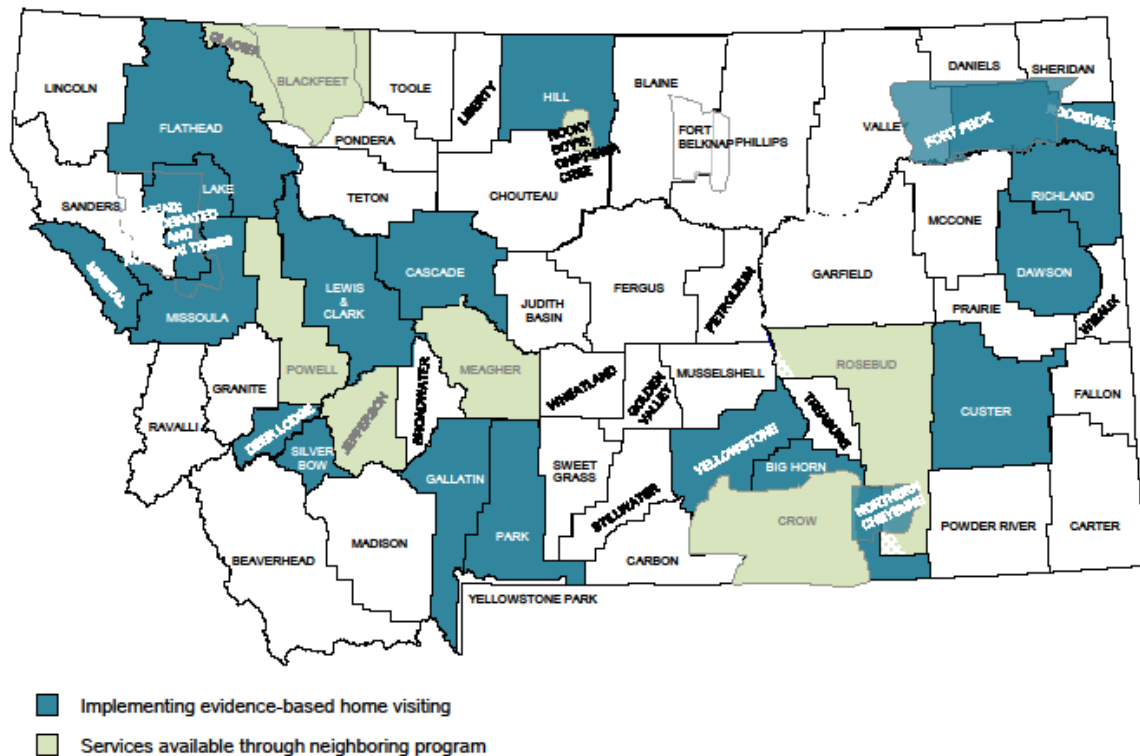 LINCOLN
GLACIER
BLACKFEET
TOOLE
LIBERTY
HILL
BLAINE
DANIELS
SHERIDAN
FLATHEAD
PONDERA
ROCKY
CHIPPEWA
CREE
FORT
BELKNAP
PHILLIPS
VALLEY
FORT PECK
ROOSEVELT
SANDERS
LAKE
TETON
CHOUTEAU
RICHLAND
MCCONE
AND
TRIBES
MINERAL
MISSOULA
LEWIS
&
CLARK
CASCADE
JUDITH
BASIN
FERGUS
PETROLEUM
GARFIELD
DAWSON
PRAIRIE
WIBAUX
POWELL
GRANITE
RAVALLI
MEAGHER
BROADWATER
JEFFERSON
WHEATLAND
GOLDEN
VALLEY
MUSSELSHELL
ROSEBUD
TREASURE
CUSTER
FALLON
DEER LODGE
SILVER
BOW
GALLATIN
PARK
SWEET
GRASS
STILLWATER
YELLOWSTONE
BIG HORN
CROW
NORTHERN
CHEYENNE
POWDER RIVER
CARTER
BEAVERHEAD
MADISON
CARBON
YELLOWSTONE PARK
Implementing evidence-based home visiting
Services available through neighboring program